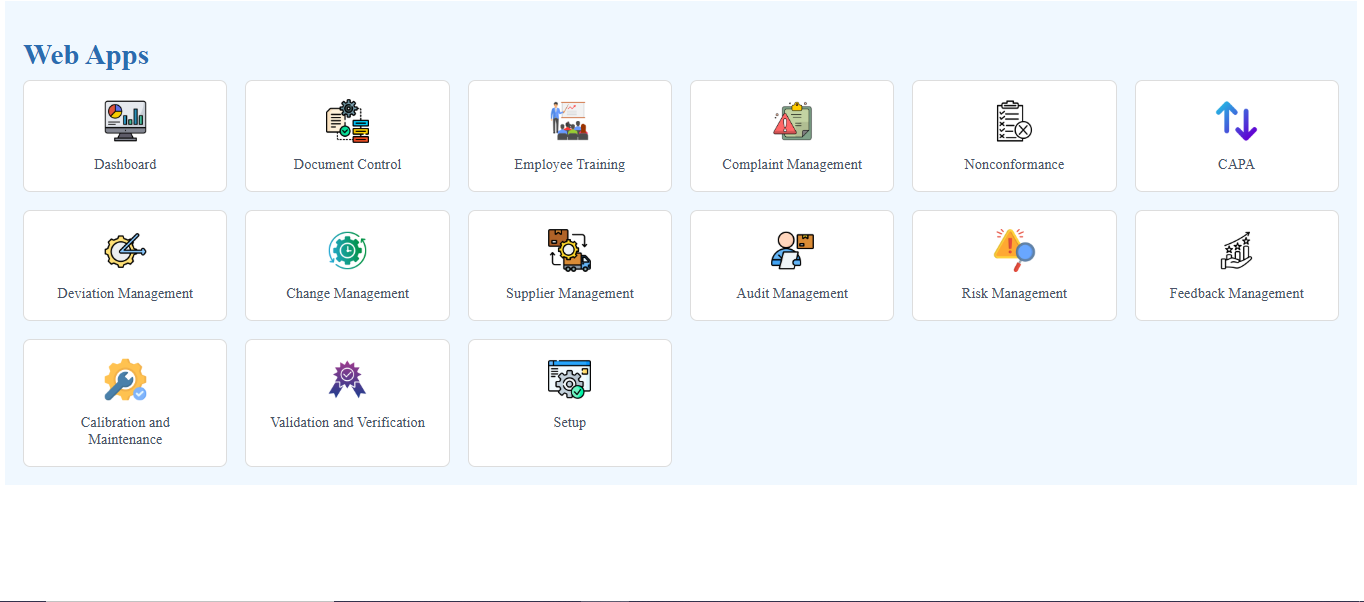 Web Apps
Dashboard
Document Control
Employee Training
Complaint Management
Nonconformance
CAPA
Deviation Management
Change Management
Supplier Management
Audit Management
Risk Management
Feedback Management
Calibration and
Maintenance
Validation and Verification
Setup